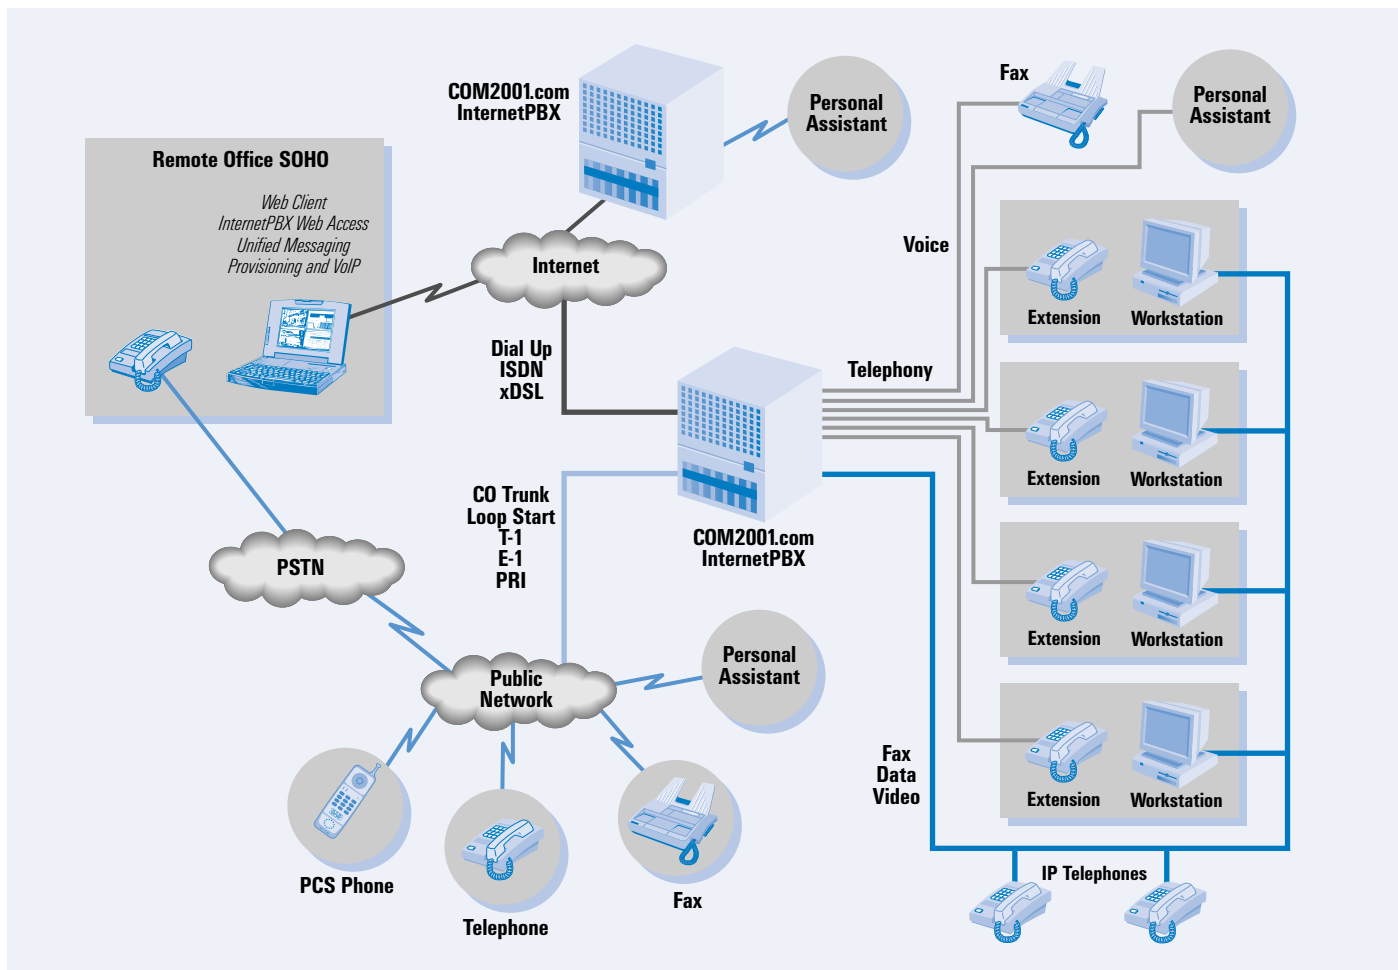 COM2001.com
InternetPBX
Personal
Assistant
Fax
Personal
Assistant
Remote Office SOHO
Web Client
InternetPBX Web Access
Unified Messaging
Provisioning and VoIP
Internet
Voice
Extension
Workstation
Dial Up
ISDN
xDSL
Telephony
Extension
Workstation
CO Trunk
Loop Start
T-1
E-1
PRI
COM2001.com
InternetPBX
PSTN
Extension
Workstation
Public
Network
Personal
Assistant
Fax
Data
Video
Extension
Workstation
PCS Phone
Telephone
Fax
IP Telephones